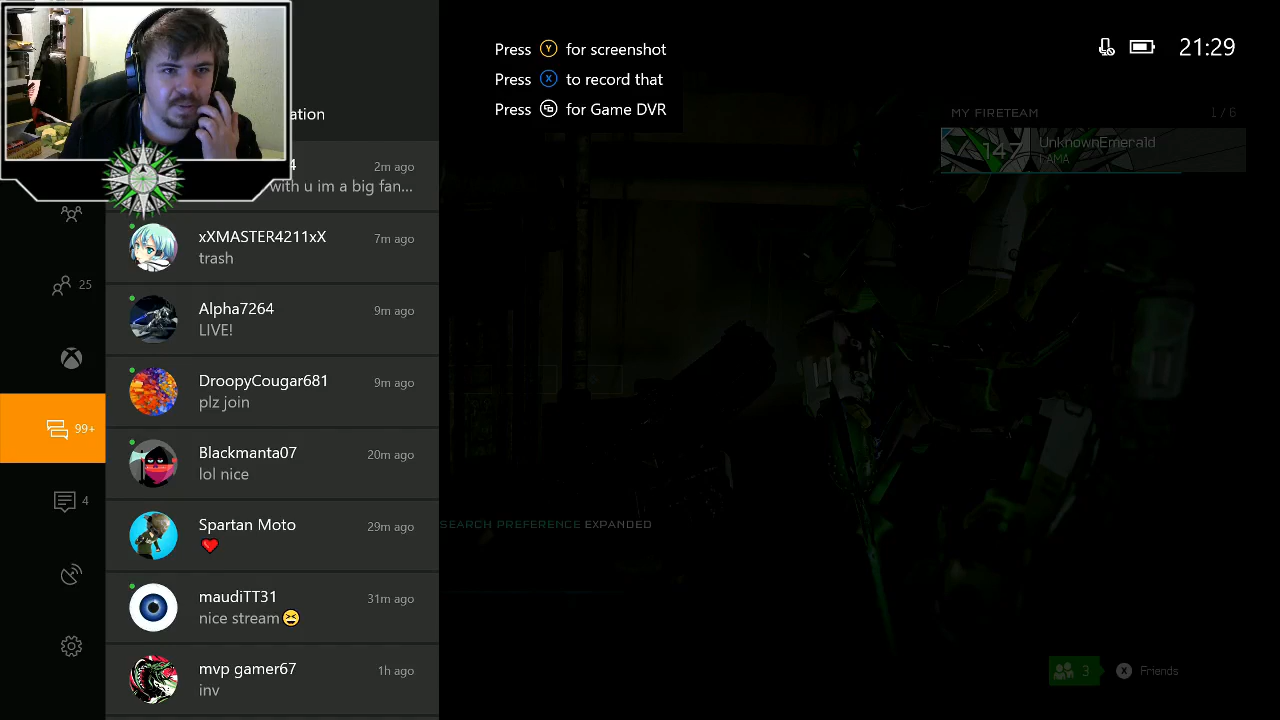 Press Y for screenshot
Press X to record that
Press for Game DVR
21:29
ation
4
2m ago
with u im a big fan...
xXMASTER4211xX
7m ago
trash
Alpha7264
9m ago
LIVE!
DroopyCougar681
9m ago
plz join
Blackmanta07
20m ago
lol nice
Spartan Moto
29m ago
❤
maudiTT31
31m ago
nice stream😆
mvp gamer67
1h ago
inv
25
99+
4
MY FIRETEAM
1 / 6
147
UnknownEmerald
AMA
SEARCH PREFERENCE EXPANDED
3
X Friends